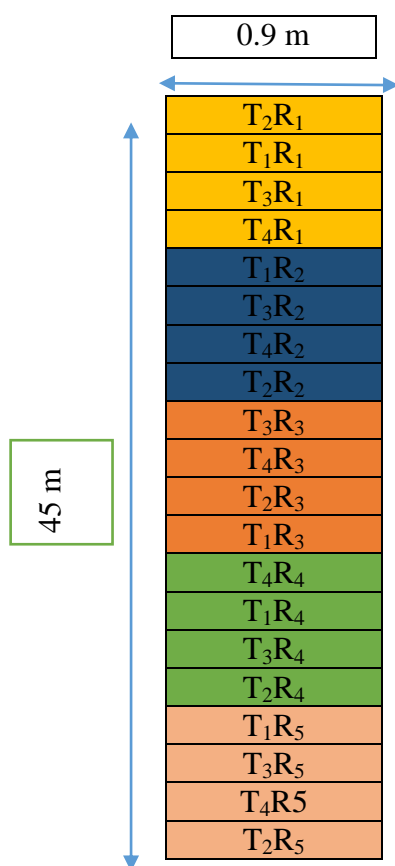 0.9 m
T₂R₁
T₁R₁
T₃R₁
T₄R₁
T₁R₂
T₃R₂
T₄R₂
T₂R₂
45 m
T₃R₃
T₄R₃
T₂R₃
T₁R₃
T₄R₄
T₁R₄
T₃R₄
T₂R₄
T₁R₅
T₃R₅
T₄R5
T₂R₅